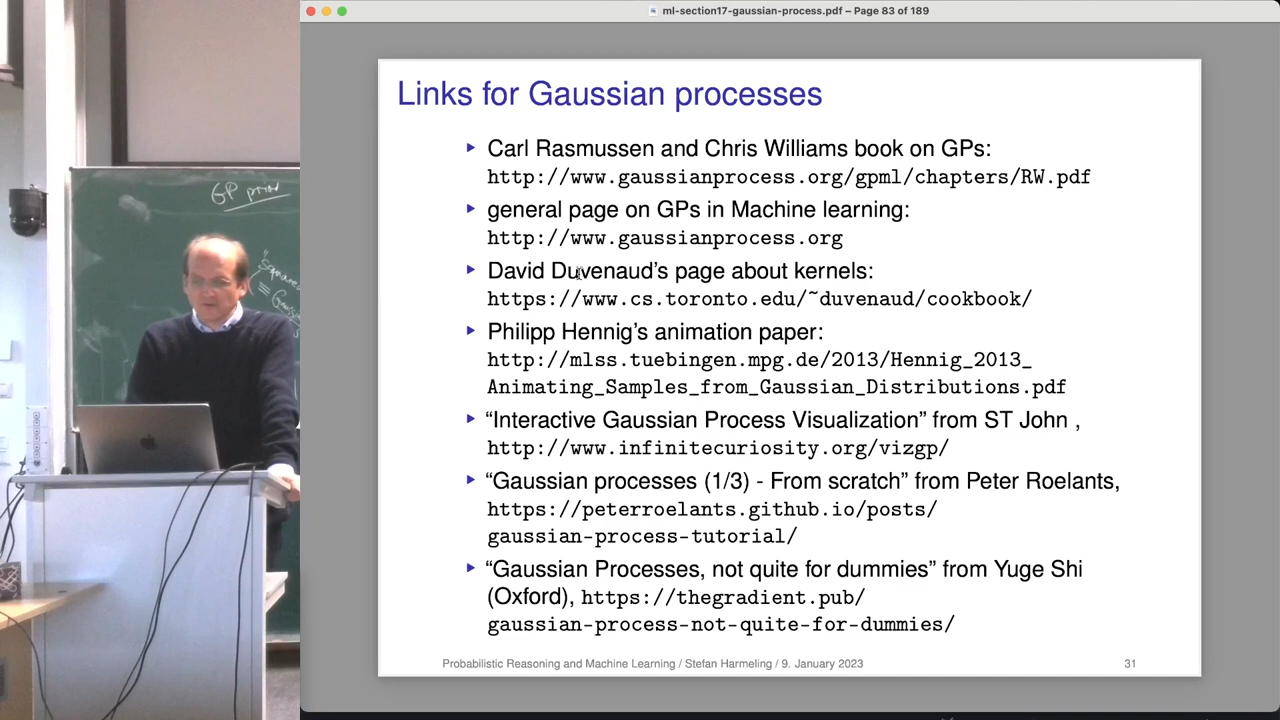 ml-section17-gaussian-process.pdf – Page 83 of 189
Links for Gaussian processes
Carl Rasmussen and Chris Williams book on GPs:
http://www.gaussianprocess.org/gpml/chapters/RW.pdf
general page on GPs in Machine learning:
http://www.gaussianprocess.org
David Duvenaud's page about kernels:
https://www.cs.toronto.edu/~duvenaud/cookbook/
Philipp Hennig's animation paper:
http://mlss.tuebingen.mpg.de/2013/Hennig_2013_
Animating_Samples_from_Gaussian_Distributions.pdf
“Interactive Gaussian Process Visualization” from ST John ,
http://www.infinitecuriosity.org/vizgp/
“Gaussian processes (1/3) - From scratch” from Peter Roelants,
https://peterroelants.github.io/posts/
gaussian-process-tutorial/
“Gaussian Processes, not quite for dummies” from Yuge Shi
(Oxford), https://thegradient.pub/
gaussian-process-not-quite-for-dummies/
Probabilistic Reasoning and Machine Learning / Stefan Harmeling / 9. January 2023
31
GP prior